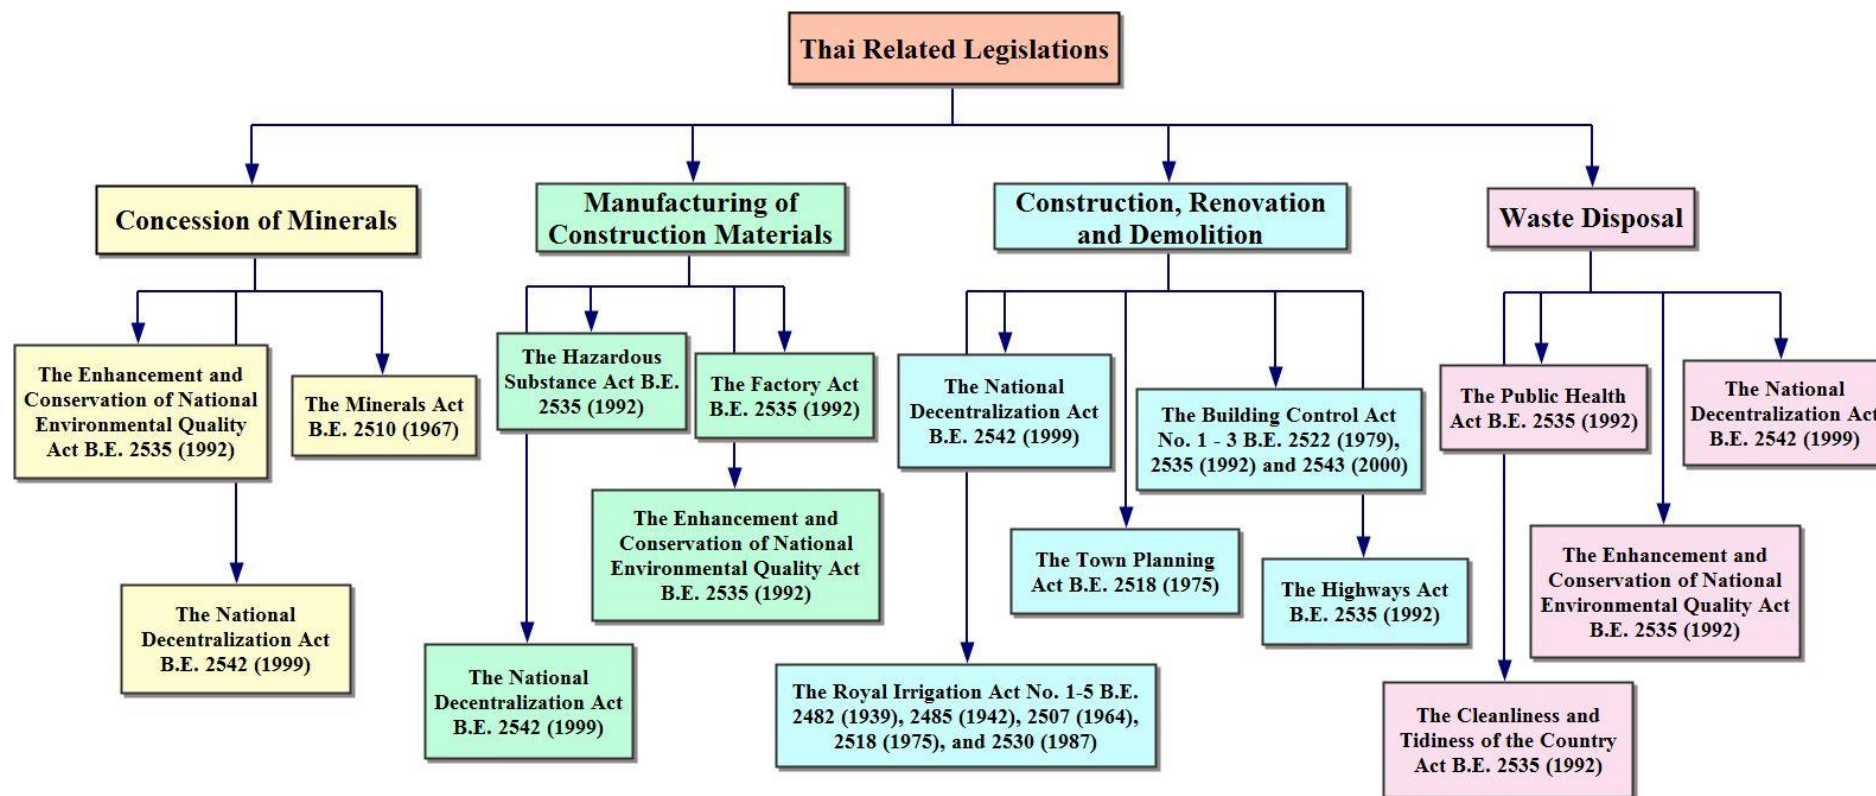 Thai Related Legislations
Concession of Minerals
Manufacturing of
Construction Materials
Construction, Renovation
and Demolition
Waste Disposal
The Enhancement and
Conservation of National
Environmental Quality
Act B.E. 2535 (1992)
The Minerals Act
B.E. 2510 (1967)
The National
Decentralization Act
B.E. 2542 (1999)
The Hazardous
Substance Act B.E.
2535 (1992)
The Factory Act
B.E. 2535 (1992)
The Enhancement and
Conservation of National
Environmental Quality Act
B.E. 2535 (1992)
The National
Decentralization Act
B.E. 2542 (1999)
The National
Decentralization Act
B.E. 2542 (1999)
The Building Control Act
No. 1 - 3 B.E. 2522 (1979),
2535 (1992) and 2543 (2000)
The Town Planning
Act B.E. 2518 (1975)
The Highways Act
B.E. 2535 (1992)
The Royal Irrigation Act No. 1-5 B.E.
2482 (1939), 2485 (1942), 2507 (1964),
2518 (1975), and 2530 (1987)
The Public Health
Act B.E. 2535 (1992)
The National
Decentralization Act
B.E. 2542 (1999)
The Enhancement and
Conservation of National
Environmental Quality Act
B.E. 2535 (1992)
The Cleanliness and
Tidiness of the Country
Act B.E. 2535 (1992)